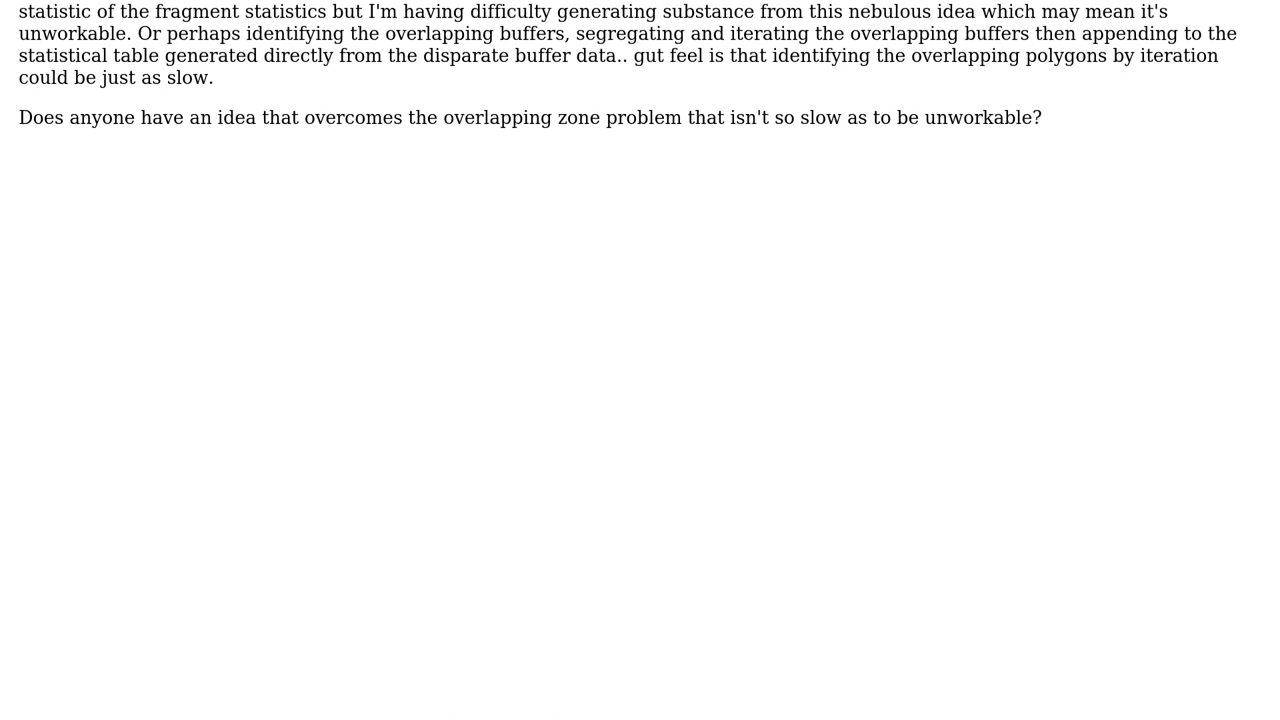 statistic of the fragment statistics but I'm having difficulty generating substance from this nebulous idea which may mean it's
unworkable. Or perhaps identifying the overlapping buffers, segregating and iterating the overlapping buffers then appending to the
statistical table generated directly from the disparate buffer data.. gut feel is that identifying the overlapping polygons by iteration
could be just as slow.
Does anyone have an idea that overcomes the overlapping zone problem that isn't so slow as to be unworkable?